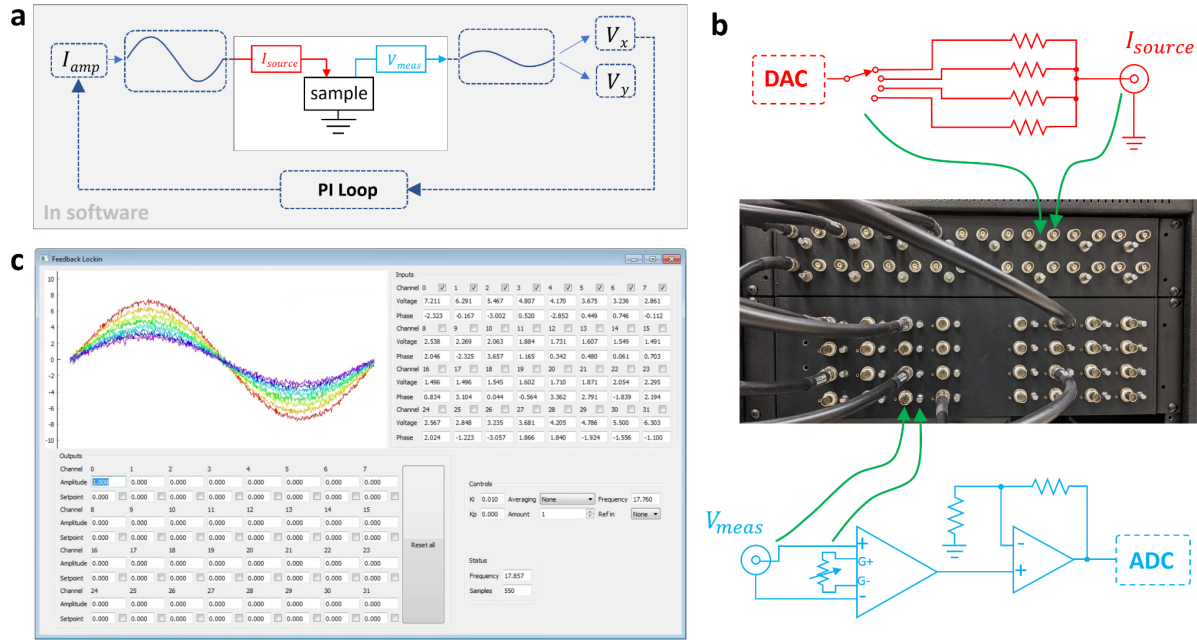 a
I_amp
I_source
V_meas
sample
V_x
V_y
PI Loop
In software
b
DAC
I_source
V_meas
+
G+
G-
−
-
+
ADC
c
Feedback Lockin
10
8
6
4
2
0
-2
-4
-6
-8
-10
Inputs
Channel 0 1 2 3 4 5 6 7
Voltage 7.211 6.291 5.467 4.807 4.170 3.675 3.236 2.861
Phase -2.323 -0.167 -3.002 0.520 -2.852 0.449 0.746 -0.112
Channel 8 9 10 11 12 13 14 15
Voltage 2.538 2.269 2.063 1.884 1.731 1.607 1.549 1.491
Phase 2.046 -2.325 3.657 1.165 0.342 0.480 0.061 0.703
Channel 16 17 18 19 20 21 22 23
Voltage 1.496 1.496 1.545 1.602 1.710 1.871 2.054 2.295
Phase 0.834 3.104 0.044 -0.564 3.362 2.791 -1.839 2.194
Channel 24 25 26 27 28 29 30 31
Voltage 2.567 2.848 3.235 3.681 4.205 4.786 5.500 6.303
Phase 2.024 -1.223 -3.057 1.866 1.840 -1.924 -1.556 -1.100
Outputs
Channel 0 1 2 3 4 5 6 7
Amplitude 1.000 0.000 0.000 0.000 0.000 0.000 0.000 0.000
Setpoint 0.000 0.000 0.000 0.000 0.000 0.000 0.000 0.000
Channel 8 9 10 11 12 13 14 15
Amplitude 0.000 0.000 0.000 0.000 0.000 0.000 0.000 0.000
Setpoint 0.000 0.000 0.000 0.000 0.000 0.000 0.000 0.000
Channel 16 17 18 19 20 21 22 23
Amplitude 0.000 0.000 0.000 0.000 0.000 0.000 0.000 0.000
Setpoint 0.000 0.000 0.000 0.000 0.000 0.000 0.000 0.000
Channel 24 25 26 27 28 29 30 31
Amplitude 0.000 0.000 0.000 0.000 0.000 0.000 0.000 0.000
Setpoint 0.000 0.000 0.000 0.000 0.000 0.000 0.000 0.000
Reset all
Controls
Ki 0.010 Averaging None Frequency 17.760
Kp 0.000 Amount 1 Ref in None
Status
Frequency 17.857
Samples 550